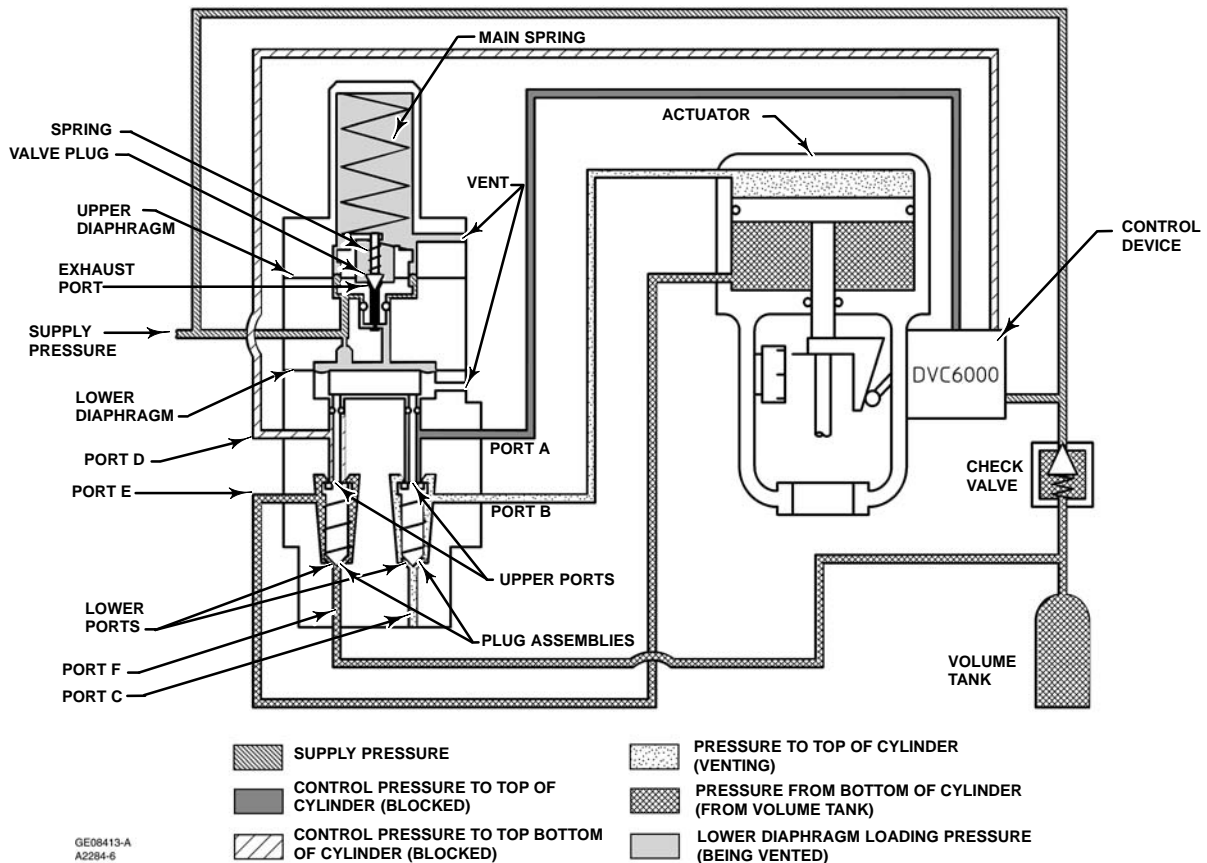 MAIN SPRING
SPRING
VALVE PLUG
UPPER
DIAPHRAGM
EXHAUST
PORT
SUPPLY
PRESSURE
LOWER
DIAPHRAGM
PORT D
PORT E
LOWER
PORTS
PORT F
PORT C
VENT
ACTUATOR
CONTROL
DEVICE
DVC6000
PORT A
PORT B
UPPER PORTS
PLUG ASSEMBLIES
CHECK
VALVE
VOLUME
TANK
SUPPLY PRESSURE
CONTROL PRESSURE TO TOP OF
CYLINDER (BLOCKED)
CONTROL PRESSURE TO TOP BOTTOM
OF CYLINDER (BLOCKED)
PRESSURE TO TOP OF CYLINDER
(VENTING)
PRESSURE FROM BOTTOM OF CYLINDER
(FROM VOLUME TANK)
LOWER DIAPHRAGM LOADING PRESSURE
(BEING VENTED)
GE08413-A
A2284-6